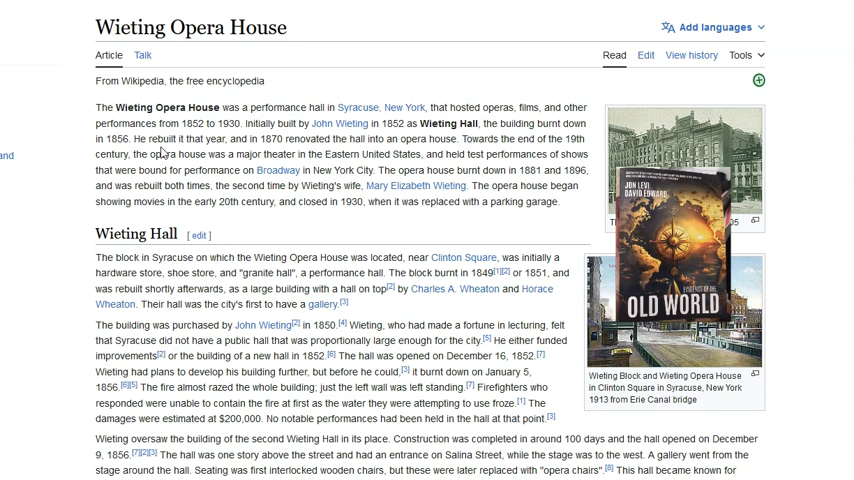 Wieting Opera House
Add languages
Article Talk
Read Edit View history Tools
From Wikipedia, the free encyclopedia
The Wieting Opera House was a performance hall in Syracuse, New York, that hosted operas, films, and other
performances from 1852 to 1930. Initially built by John Wieting in 1852 as Wieting Hall, the building burnt down
in 1856. He rebuilt it that year, and in 1870 renovated the hall into an opera house. Towards the end of the 19th
and
century, the opera house was a major theater in the Eastern United States, and held test performances of shows
that were bound for performance on Broadway in New York City. The opera house burnt down in 1881 and 1896,
and was rebuilt both times, the second time by Wieting's wife, Mary Elizabeth Wieting. The opera house began
showing movies in the early 20th century, and closed in 1930, when it was replaced with a parking garage.
JON LEVI
DAVID EDWARD
EVIDENCE OF THE
OLD WORLD
Wieting Hall [ edit ]
The block in Syracuse on which the Wieting Opera House was located, near Clinton Square, was initially a
hardware store, shoe store, and "granite hall", a performance hall. The block burnt in 1849[1][2] or 1851, and
was rebuilt shortly afterwards, as a large building with a hall on top[2] by Charles A. Wheaton and Horace
Wheaton. Their hall was the city's first to have a gallery.[3]
The building was purchased by John Wieting[2] in 1850.[4] Wieting, who had made a fortune in lecturing, felt
that Syracuse did not have a public hall that was proportionally large enough for the city.[5] He either funded
improvements[2] or the building of a new hall in 1852.[6] The hall was opened on December 16, 1852.[7]
Wieting had plans to develop his building further, but before he could,[3] it burnt down on January 5,
1856.[6][5] The fire almost razed the whole building; just the left wall was left standing.[7] Firefighters who
responded were unable to contain the fire at first as the water they were attempting to use froze.[1] The
damages were estimated at $200,000. No notable performances had been held in the hall at that point.[3]
Wieting Block and Wieting Opera House
in Clinton Square in Syracuse, New York
1913 from Erie Canal bridge
Wieting oversaw the building of the second Wieting Hall in its place. Construction was completed in around 100 days and the hall opened on December
9, 1856.[7][2][3] The hall was one story above the street and had an entrance on Salina Street, while the stage was to the west. A gallery went from the
stage around the hall. Seating was first interlocked wooden chairs, but these were later replaced with "opera chairs".[8] This hall became known for